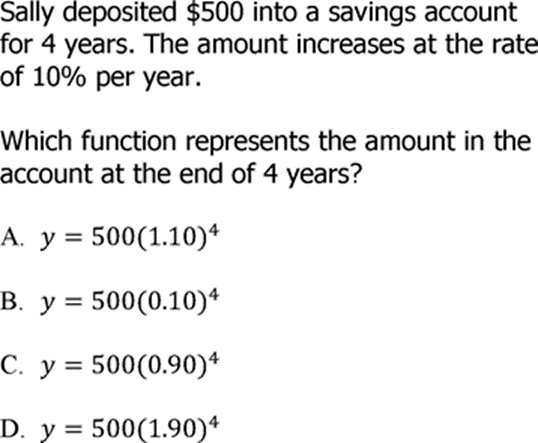 Sally deposited $500 into a savings account
for 4 years. The amount increases at the rate
of 10% per year.
Which function represents the amount in the
account at the end of 4 years?
A. y = 500(1.10)⁴
B. y = 500(0.10)⁴
C. y = 500(0.90)⁴
D. y = 500(1.90)⁴